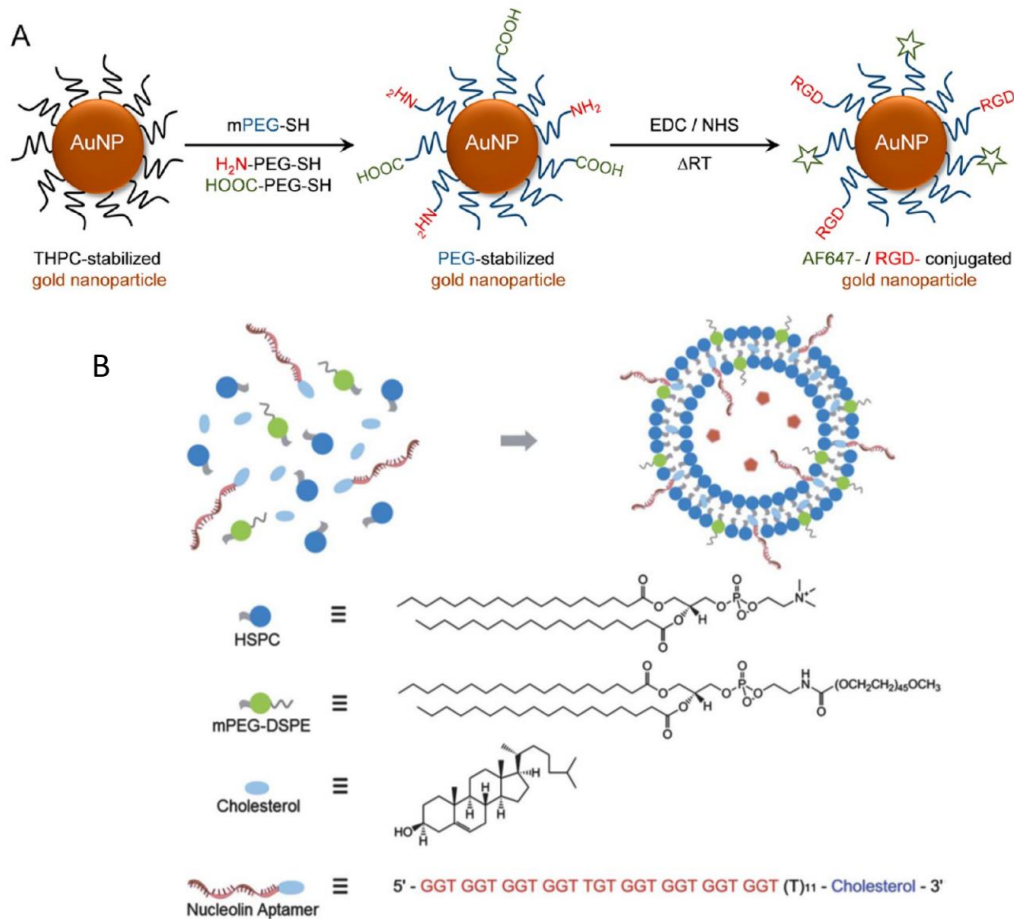 A
AuNP
THPC-stabilized
gold nanoparticle
mPEG-SH
H₂N-PEG-SH
HOOC-PEG-SH
COOH
₂HN
NH₂
AuNP
HOOC
COOH
₂HN
PEG-stabilized
gold nanoparticle
EDC / NHS
ΔRT
RGD
RGD
AuNP
RGD
AF647- / RGD- conjugated
gold nanoparticle
B
HSPC
≡
O
O
O
P
O
O
O
N⁺
O
H
O
mPEG-DSPE
≡
O
O
O
P
O
O
O
H
N
(OCH₂CH₂)₄₅OCH₃
O
H
O
O
Cholesterol
≡
H
H
H
H
HO
H
Nucleolin Aptamer
≡
5' - GGT GGT GGT GGT TGT GGT GGT GGT GGT (T)₁₁ - Cholesterol - 3'